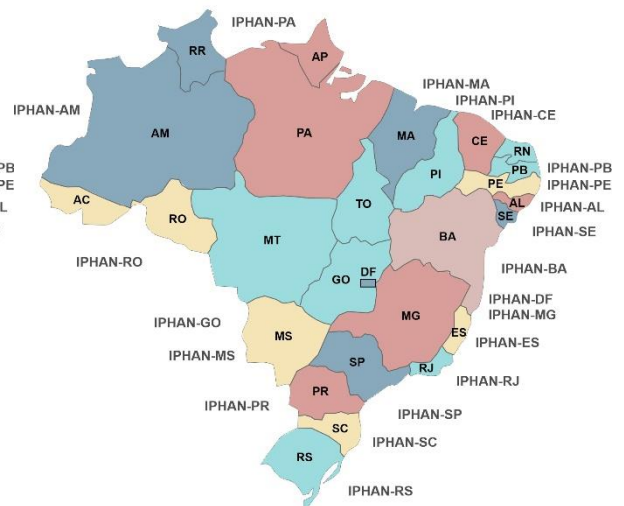 IPHAN-PA
RR
AP
IPHAN-MA
IPHAN-PI
IPHAN-CE
IPHAN-AM
AM
PA
MA
CE
RN
PB
PI
PB
IPHAN-PB
PE
PE
IPHAN-PE
AC
RO
TO
AL
IPHAN-AL
L
SE
IPHAN-SE
MT
BA
IPHAN-RO
IPHAN-BA
GO
DF
IPHAN-DF
IPHAN-GO
MG
IPHAN-MG
MS
ES
IPHAN-ES
IPHAN-MS
SP
RJ
IPHAN-RJ
PR
IPHAN-PR
IPHAN-SP
SC
IPHAN-SC
RS
IPHAN-RS